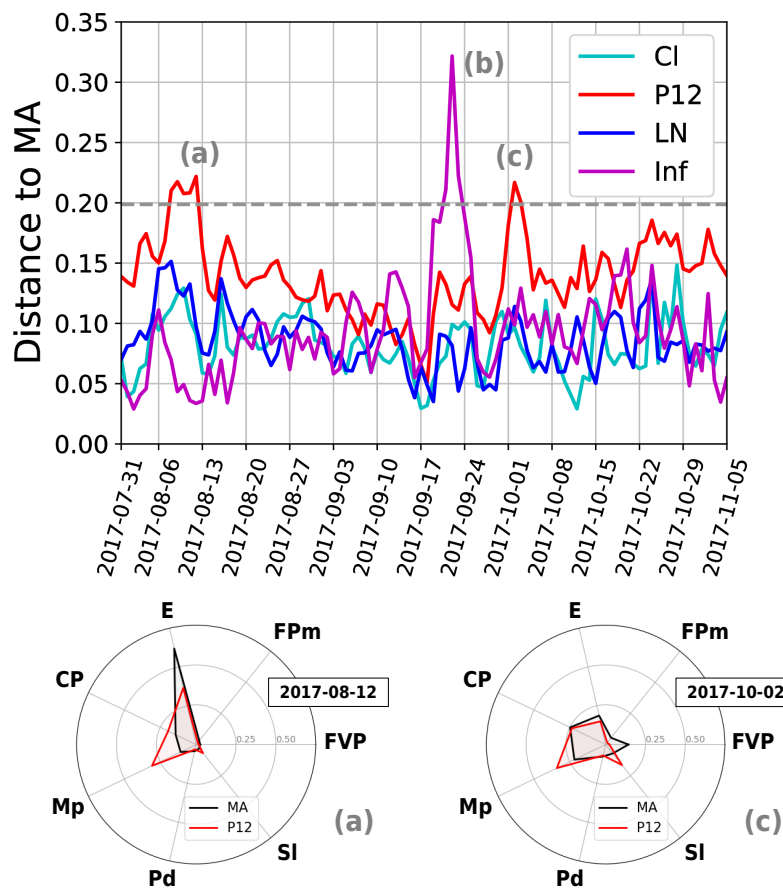 0.35
0.30
0.25
0.20
0.15
0.10
0.05
0.00
Distance to MA
(a)
(b)
(c)
Cl
P12
LN
Inf
2017-07-31
2017-08-06
2017-08-13
2017-08-20
2017-08-27
2017-09-03
2017-09-10
2017-09-17
2017-09-24
2017-10-01
2017-10-08
2017-10-15
2017-10-22
2017-10-29
2017-11-05
E
FPm
CP
2017-08-12
0.25 0.50
FVP
Mp
MA
P12
(a)
Pd
Sl
E
FPm
CP
2017-10-02
0.25 0.50
FVP
Mp
MA
P12
(c)
Pd
Sl